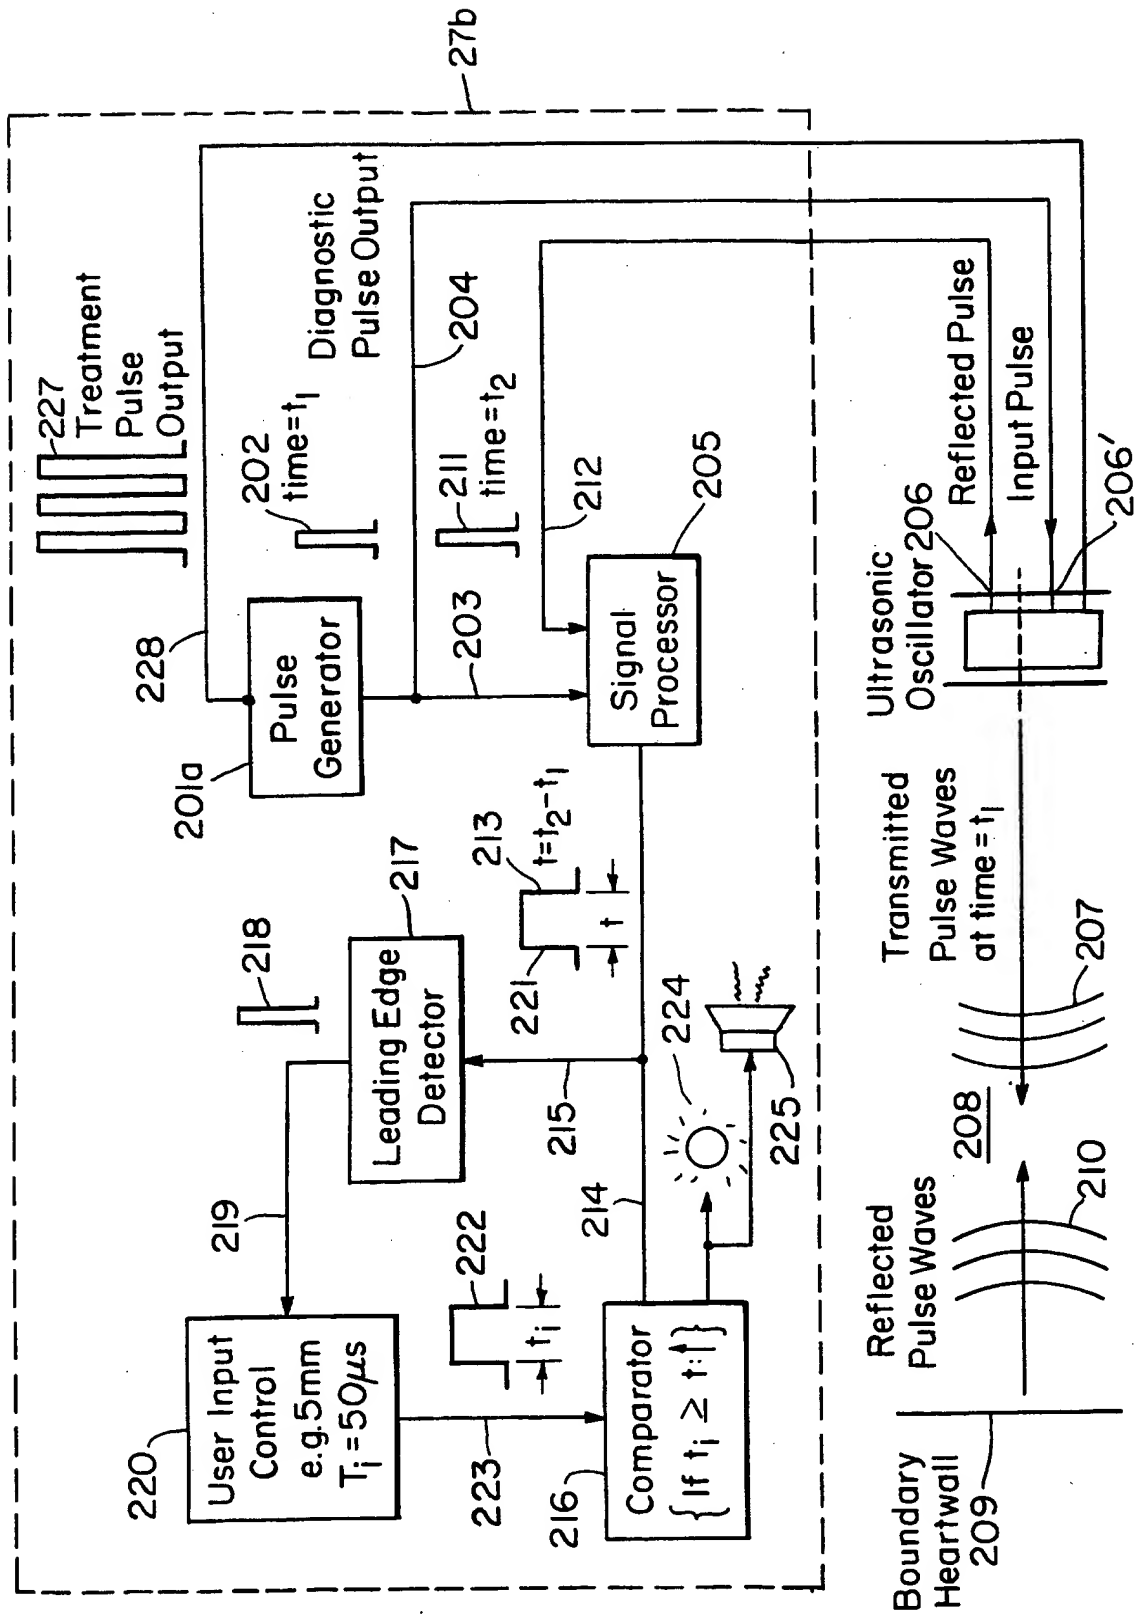 27b
227
Treatment
Pulse
Output
228
201a
Pulse
Generator
202
time=t1
Diagnostic
Pulse Output
204
203
211
time=t2
212
205
Signal
Processor
218
217
Leading Edge
Detector
219
220
User Input
Control
e.g. 5mm
Ti = 50μs
213
t=t2-t1
221
t
215
222
ti
223
214
224
225
216
Comparator
{If ti ≥ t:↑}
Ultrasonic
Oscillator 206
Reflected Pulse
Input Pulse
206'
Transmitted
Pulse Waves
at time = t1
207
208
Reflected
Pulse Waves
210
Boundary
Heartwall
209